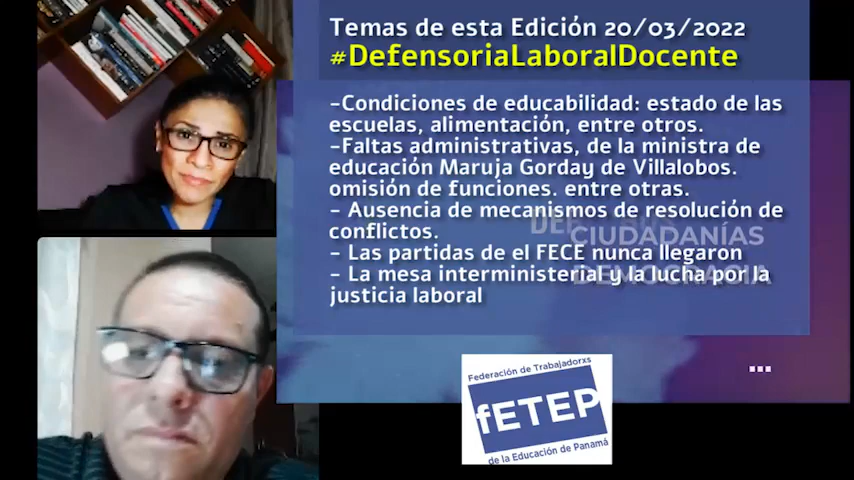 Temas de esta Edición 20/03/2022
#DefensoriaLaboralDocente
-Condiciones de educabilidad: estado de las
escuelas, alimentación, entre otros.
-Faltas administrativas, de la ministra de
educación Maruja Gorday de Villalobos.
omisión de funciones. entre otras.
- Ausencia de mecanismos de resolución de
conflictos.
CIUDADANÍAS
- Las partidas de el FECE nunca llegaron
- La mesa interministerial y la lucha por la
DEMOCRACIA
justicia laboral
...
Federación de Trabajadorxs
fETEP
de la Educación de Panamá